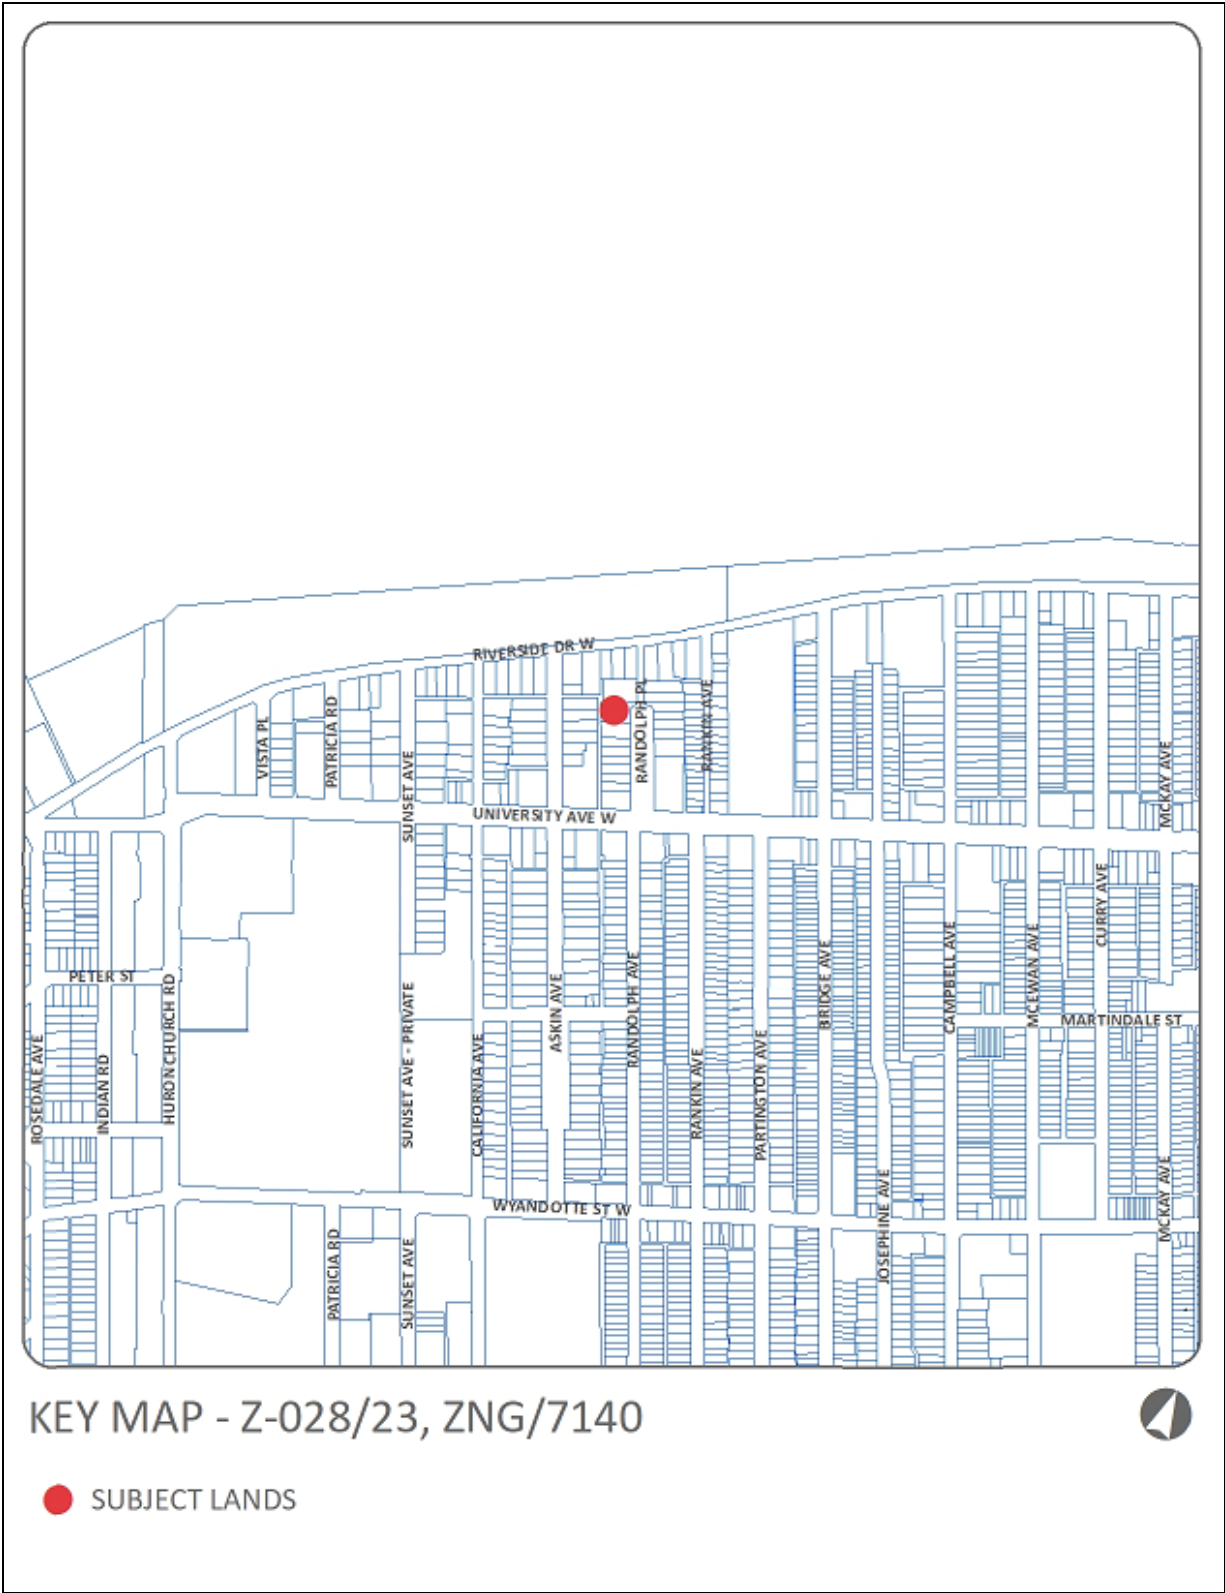 RIVERSIDE DR W
VISTA PL
PATRICIA RD
SUNSET AVE
RANDOLPH PL
RANKIN AVE
MCKAY AVE
UNIVERSITY AVE W
CURRY AVE
PETER ST
HURON CHURCH RD
ROSEDALE AVE
INDIAN RD
SUNSET AVE - PRIVATE
CALIFORNIA AVE
ASKIN AVE
RANDOLPH AVE
RANKIN AVE
PARTINGTON AVE
BRIDGE AVE
CAMPBELL AVE
MCEWAN AVE
MARTINDALE ST
JOSEPHINE AVE
MCKAY AVE
WYANDOTTE ST W
PATRICIA RD
SUNSET AVE
KEY MAP - Z-028/23, ZNG/7140
SUBJECT LANDS